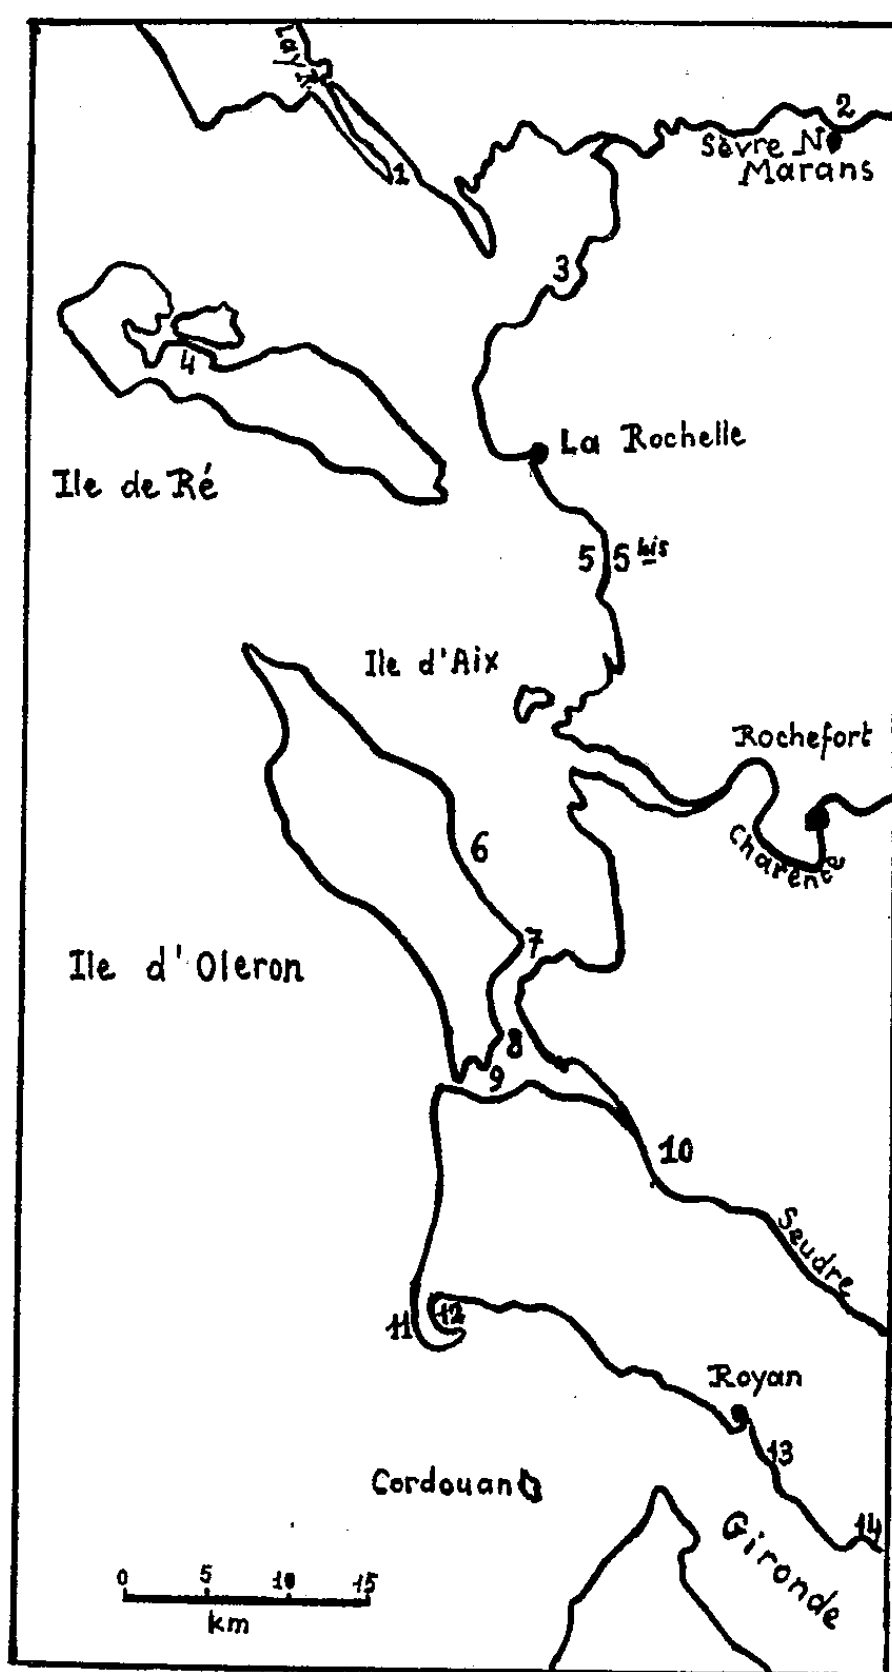 Lay
1
2
Sèvre Nse
Marans
3
4
La Rochelle
Ile de Ré
5 5 bis
Ile d'Aix
Rochefort
Charente
6
7
Ile d'Oleron
8
9
10
Seudre
11
12
Royan
13
Cordouan
14
Gironde
0 5 10 15
km